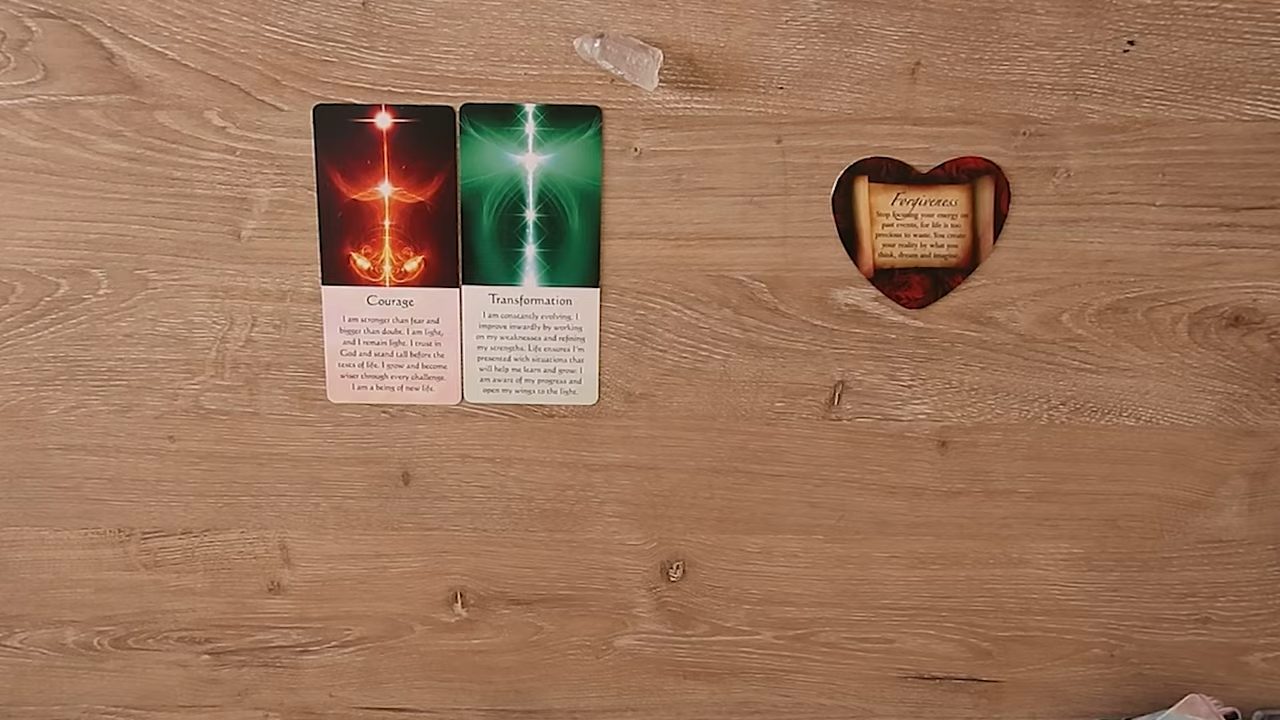 Courage
I am stronger than fear and
bigger than doubt. I am light,
and I remain light. I trust in
God and stand tall before the
tests of life. I grow and become
wiser through every challenge.
I am a being of new life.
Transformation
I am constantly evolving. I
improve inwardly by working
on my weaknesses and refining
my strengths. Life ensures I'm
presented with situations that
will help me learn and grow. I
am aware of my progress and
open my wings to the light.
Forgiveness
Stop focusing your energy on
past events, for life is too
precious to waste. You create
your reality by what you
think, dream and imagine.